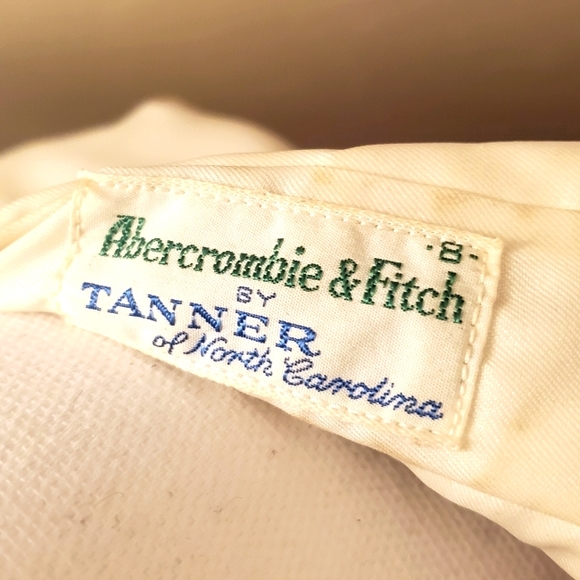 ·8·
Abercrombie & Fitch
BY
TANNER
of North Carolina